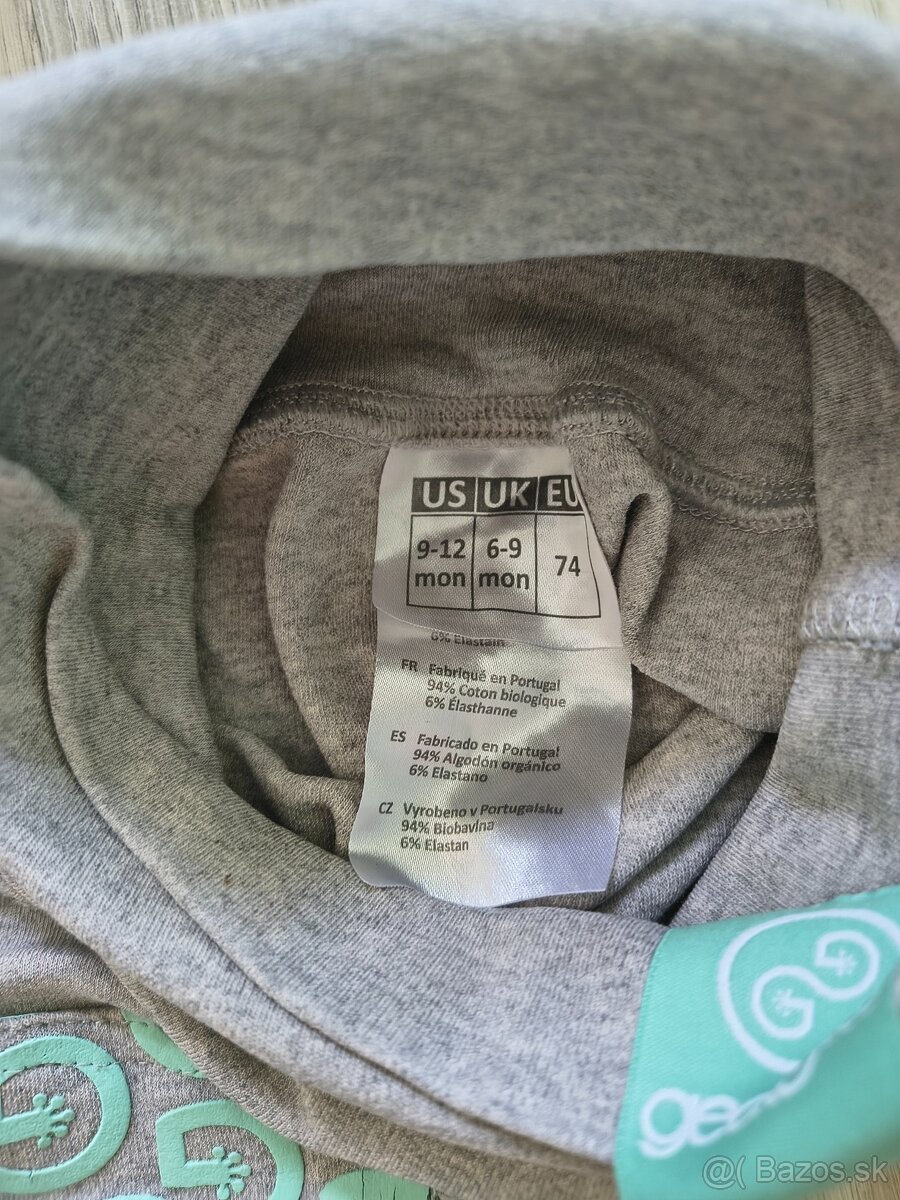 US UK EU
9-12 mon 6-9 mon 74
6% Elastain
FR Fabriqué en Portugal
94% Coton biologique
6% Élasthanne
ES Fabricado en Portugal
94% Algodón orgánico
6% Elastano
CZ Vyrobeno v Portugalsku
94% Biobavlna
6% Elastan
@( Bazos.sk